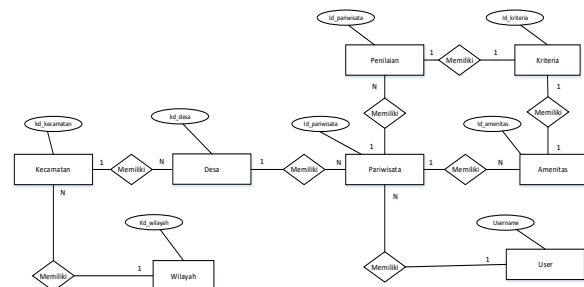 Id_pariwisata
Id_kriteria
Penilaian 1 Memiliki 1 Kriteria
N 1
kd_kecamatan kd_desa Id_pariwisata Memiliki Id_amenitas Memiliki
1 1
Kecamatan 1 Memiliki N Desa 1 Memiliki N Pariwisata 1 Memiliki N Amenitas
N N
Kd_wilayah Username
Memiliki 1 Wilayah Memiliki 1 User